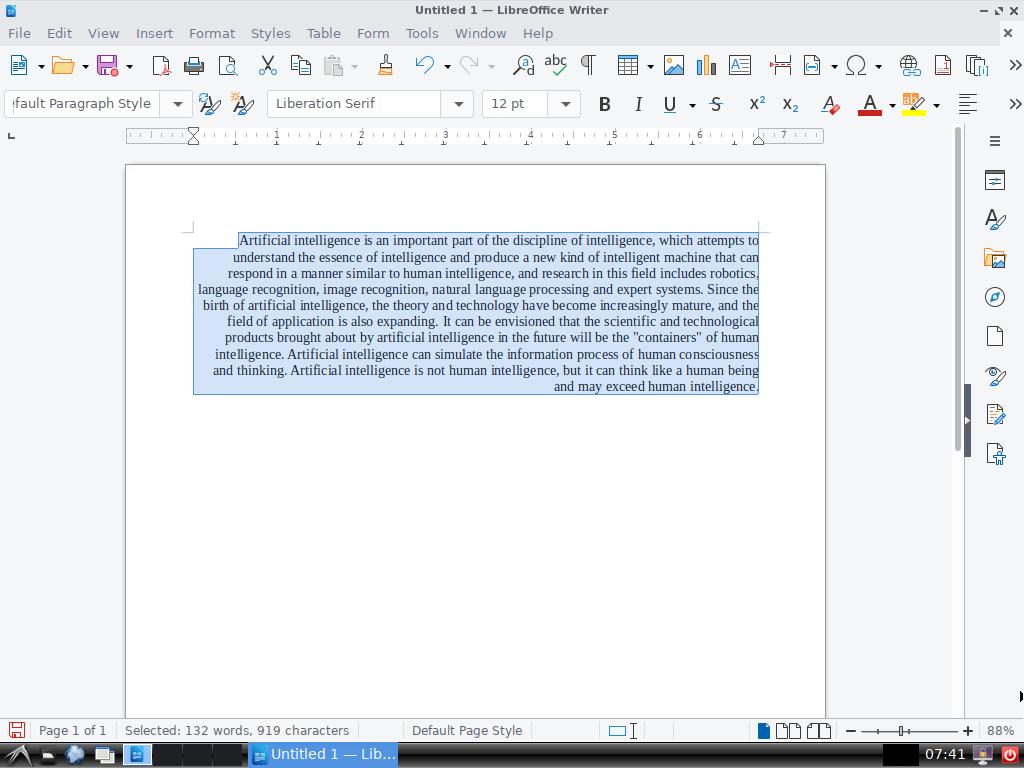 Untitled 1 — LibreOffice Writer
File Edit View Insert Format Styles Table Form Tools Window Help
fault Paragraph Style Liberation Serif 12 pt
1 2 3 4 5 6 7
Artificial intelligence is an important part of the discipline of intelligence, which attempts to
understand the essence of intelligence and produce a new kind of intelligent machine that can
respond in a manner similar to human intelligence, and research in this field includes robotics,
language recognition, image recognition, natural language processing and expert systems. Since the
birth of artificial intelligence, the theory and technology have become increasingly mature, and the
field of application is also expanding. It can be envisioned that the scientific and technological
products brought about by artificial intelligence in the future will be the "containers" of human
intelligence. Artificial intelligence can simulate the information process of human consciousness
and thinking. Artificial intelligence is not human intelligence, but it can think like a human being
and may exceed human intelligence.
Page 1 of 1 Selected: 132 words, 919 characters Default Page Style 88%
Untitled 1 — Lib... 07:41